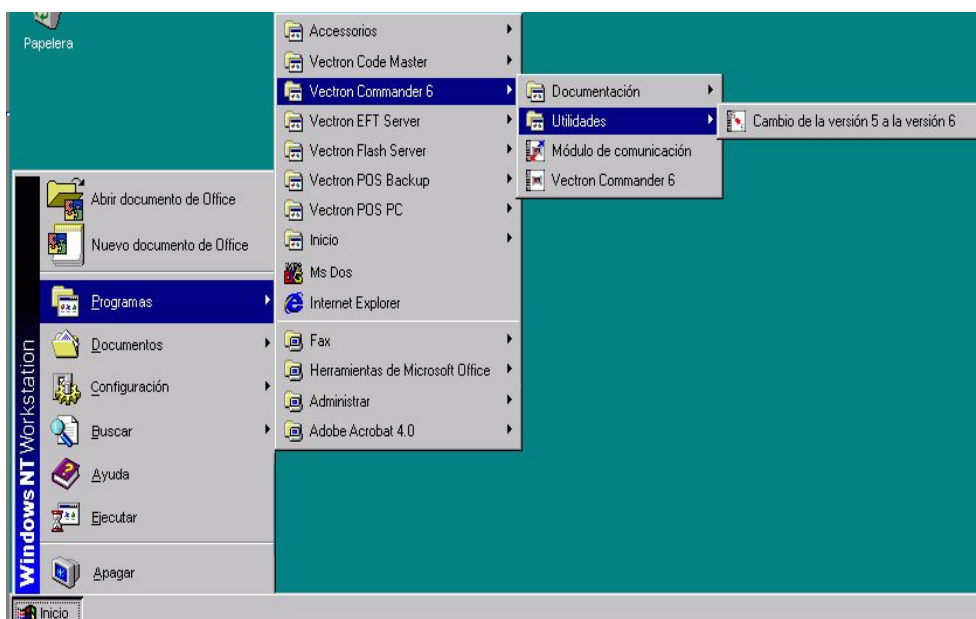 Papelera
Abrir documento de Office
Nuevo documento de Office
Programas
Documentos
Configuración
Buscar
Ayuda
Ejecutar
Apagar
Windows NT Workstation
Inicio
Accessorios
Vectron Code Master
Vectron Commander 6
Vectron EFT Server
Vectron Flash Server
Vectron POS Backup
Vectron POS PC
Inicio
Ms Dos
Internet Explorer
Fax
Herramientas de Microsoft Office
Administrar
Adobe Acrobat 4.0
Documentación
Utilidades
Módulo de comunicación
Vectron Commander 6
Cambio de la versión 5 a la versión 6